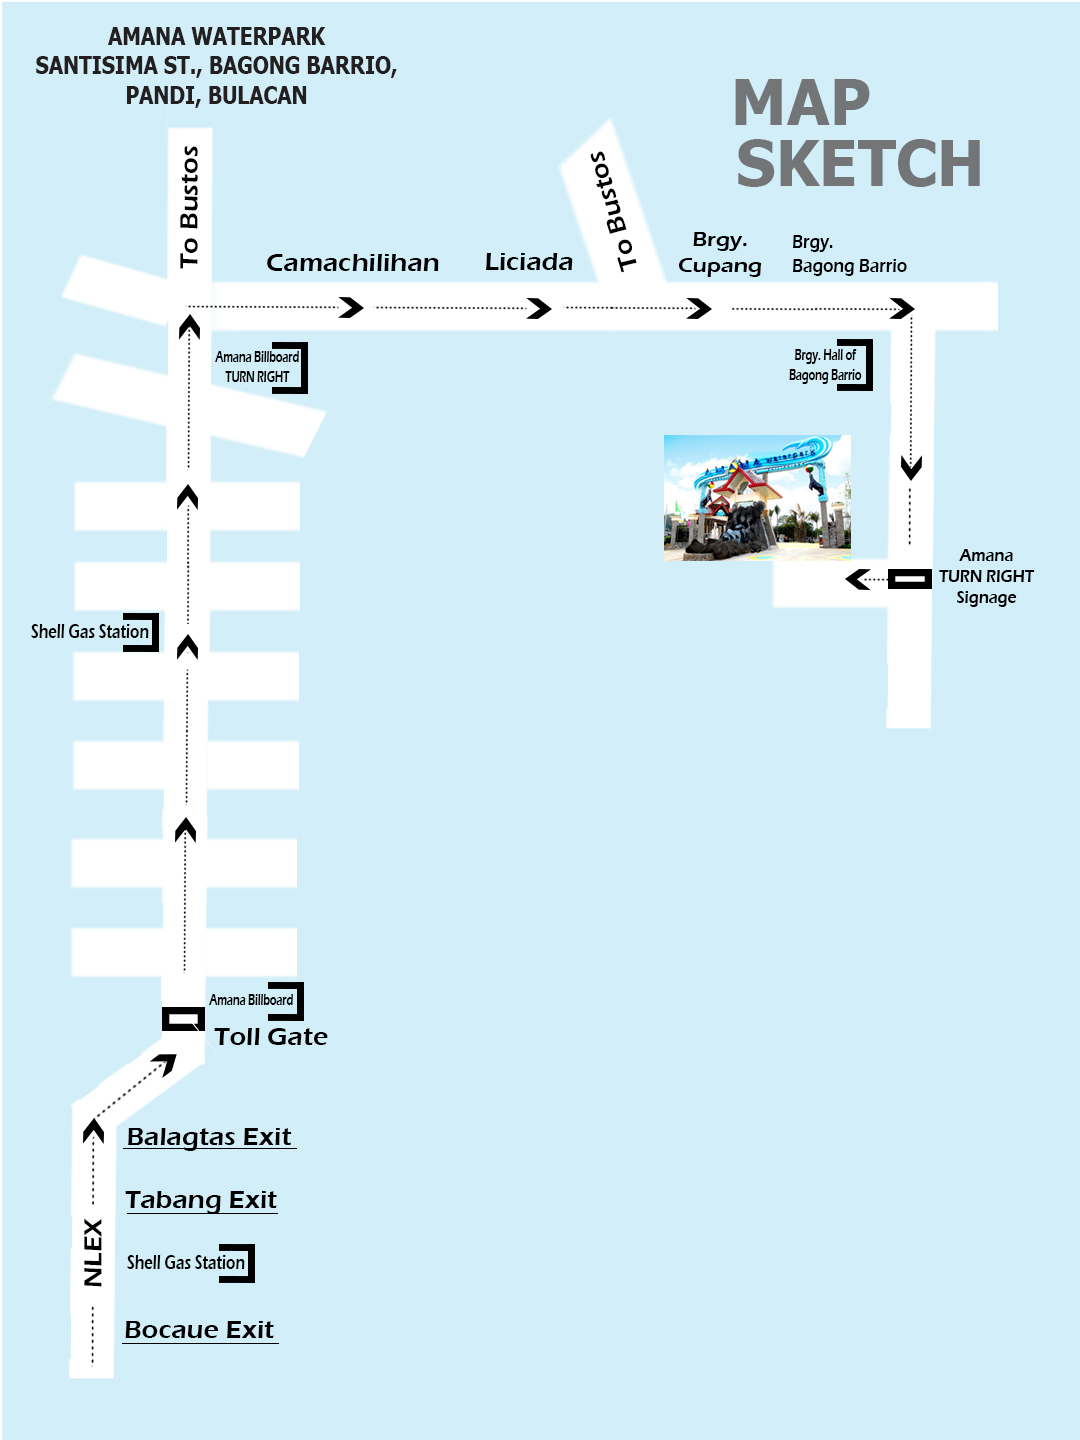 AMANA WATERPARK
SANTISIMA ST., BAGONG BARRIO,
PANDI, BULACAN
MAP
SKETCH
To Bustos
To Bustos
Camachilihan
Liciada
Brgy.
Cupang
Brgy.
Bagong Barrio
Amana Billboard
TURN RIGHT
Brgy. Hall of
Bagong Barrio
AMANA waterpark
Amana
TURN RIGHT
Signage
Shell Gas Station
Amana Billboard
Toll Gate
Balagtas Exit
Tabang Exit
NLEX
Shell Gas Station
Bocaue Exit